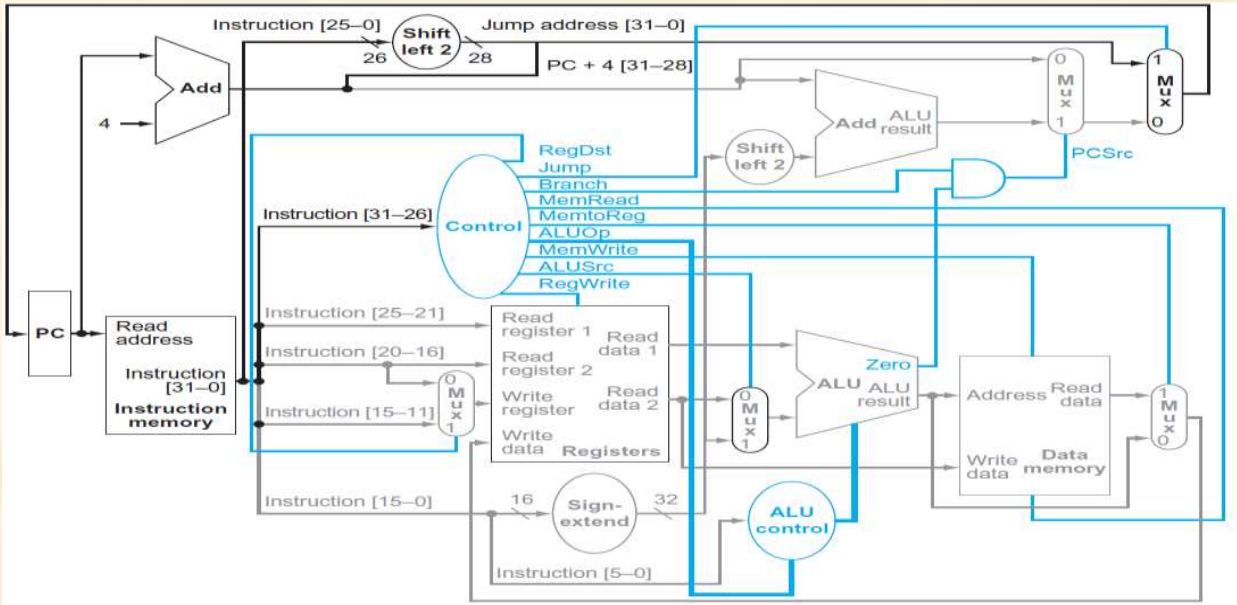 Instruction [25–0]
Shift
left 2
Jump address [31–0]
26
28
PC + 4 [31–28]
Add
4
Add
ALU
result
0
Mux
1
1
Mux
0
Shift
left 2
PCSrc
RegDst
Jump
Branch
MemRead
MemtoReg
ALUOp
MemWrite
ALUSrc
RegWrite
Instruction [31–26]
Control
PC
Read
address
Instruction
[31–0]
Instruction
memory
Instruction [25–21]
Instruction [20–16]
Instruction [15–11]
0
Mux
1
Read
register 1
Read
register 2
Write
register
Write
data
Read
data 1
Read
data 2
Registers
0
Mux
1
Zero
ALU
ALU
result
Address
Read
data
Write
data
Data
memory
1
Mux
0
Instruction [15–0]
16
Sign-
extend
32
ALU
control
Instruction [5–0]